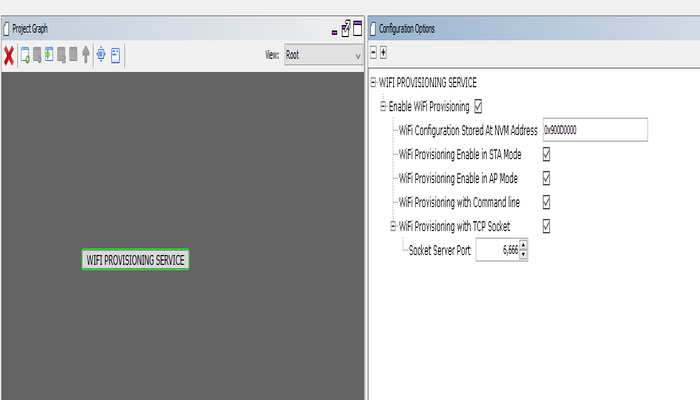 Project Graph
View:
Root
WIFI PROVISIONING SERVICE
Configuration Options
WIFI PROVISIONING SERVICE
Enable WiFi Provisioning
WiFi Configuration Stored At NVM Address
0x900D0000
WiFi Provisioning Enable in STA Mode
WiFi Provisioning Enable in AP Mode
WiFi Provisioning with Command line
WiFi Provisioning with TCP Socket
Socket Server Port
6,666